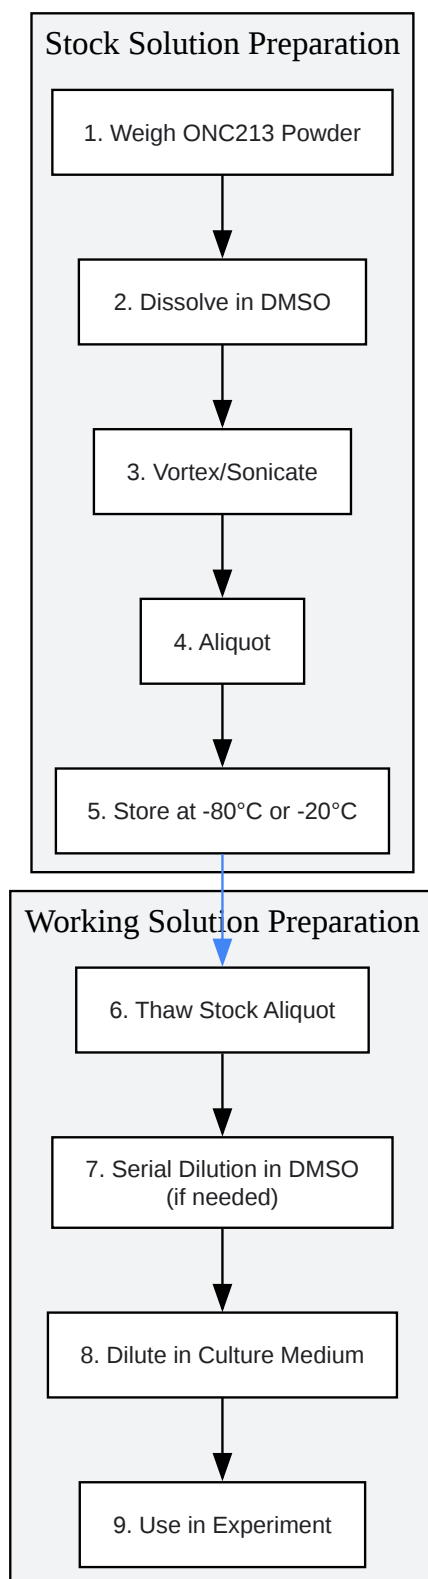 Stock Solution Preparation
1. Weigh ONC213 Powder
2. Dissolve in DMSO
3. Vortex/Sonicate
4. Aliquot
5. Store at -80°C or -20°C
Working Solution Preparation
6. Thaw Stock Aliquot
7. Serial Dilution in DMSO
(if needed)
8. Dilute in Culture Medium
9. Use in Experiment